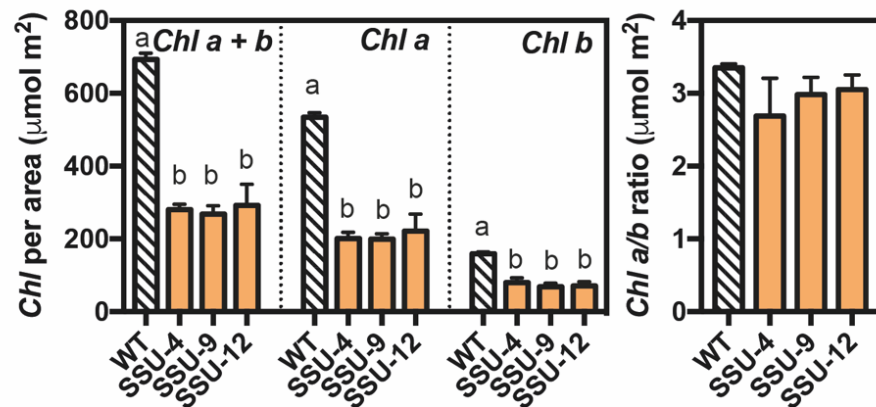 800
600
400
200
0
Chl per area (μmol m²)
Chl a + b
Chl a
Chl b
a
b
b
b
a
b
b
b
a
b
b
b
WT
SSU-4
SSU-9
SSU-12
WT
SSU-4
SSU-9
SSU-12
WT
SSU-4
SSU-9
SSU-12
4
3
2
1
0
Chl a/b ratio (μmol m²)
WT
SSU-4
SSU-9
SSU-12